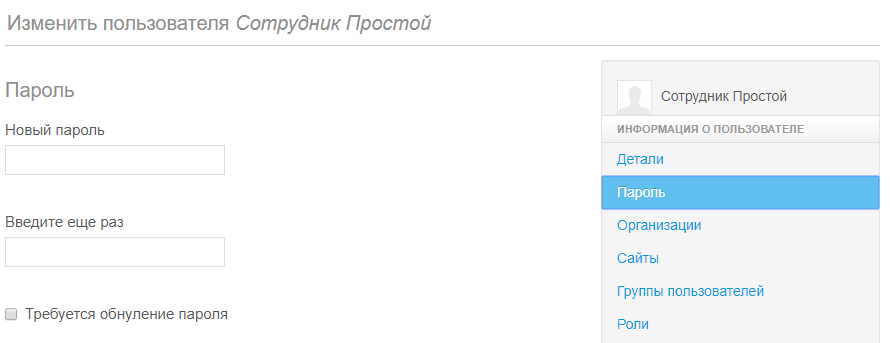 Изменить пользователя Сотрудник Простой
Пароль
Новый пароль
Введите еще раз
Требуется обнуление пароля
Сотрудник Простой
ИНФОРМАЦИЯ О ПОЛЬЗОВАТЕЛЕ
Детали
Пароль
Организации
Сайты
Группы пользователей
Роли